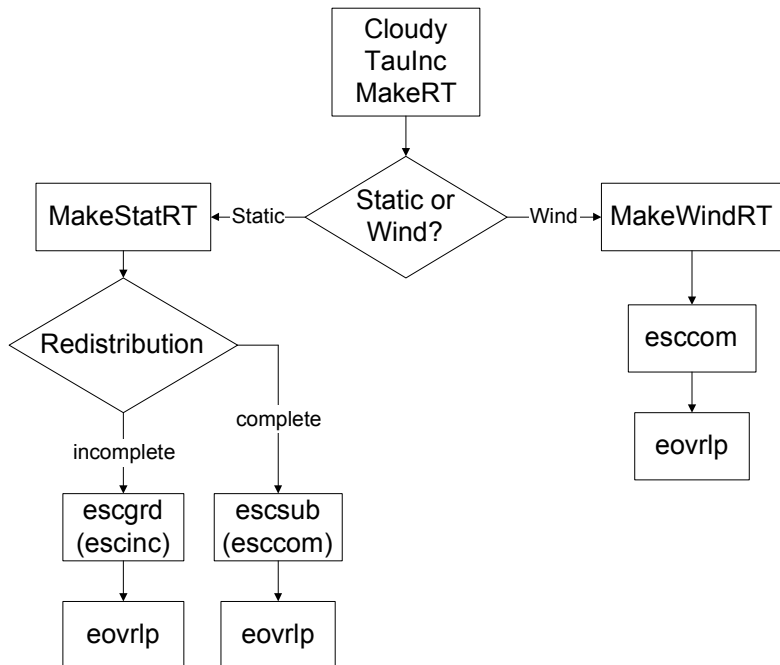 Cloudy
TauInc
MakeRT
Static or
Wind?
MakeStatRT
Static
Wind
MakeWindRT
Redistribution
esccom
complete
incomplete
eovrlp
escgrd
(escinc)
escsub
(esccom)
eovrlp
eovrlp